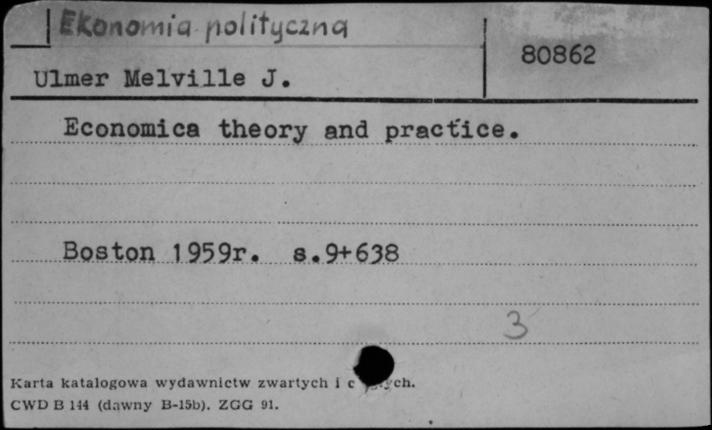 Ekonomia polityczna
80862
Ulmer Melville J.
Economica theory and practice.
Boston 1959r. s.9+638
3
Karta katalogowa wydawnictw zwartych i
CWD B 144 (dawny B-15b). ZGG 91.